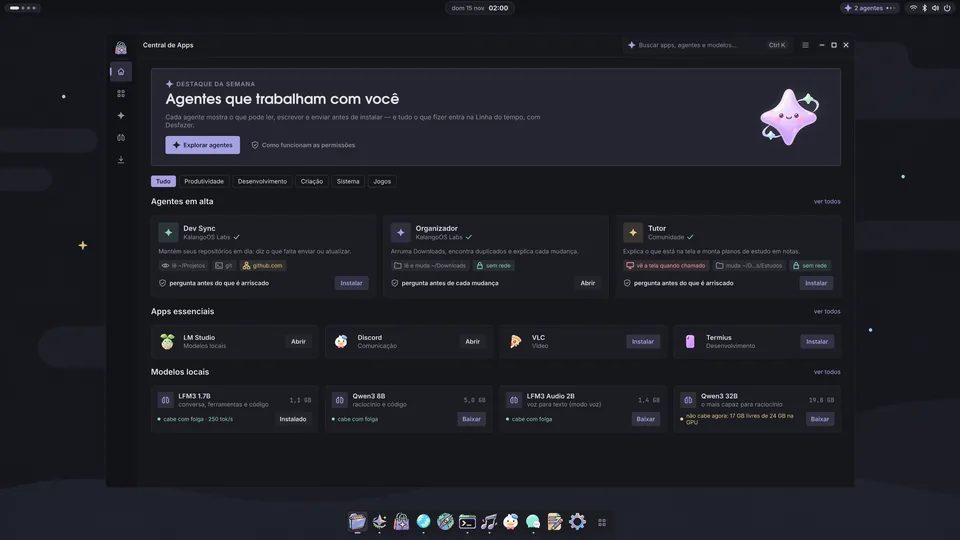 dom 15 nov 02:00
2 agentes
Central de Apps
Buscar apps, agentes e modelos...
Ctrl K
DESTAQUE DA SEMANA
Agentes que trabalham com você
Cada agente mostra o que pode ler, escrever e enviar antes de instalar — e tudo o que fizer entra na Linha do tempo, com
Desfazer.
Explorar agentes
Como funcionam as permissões
Tudo
Produtividade
Desenvolvimento
Criação
Sistema
Jogos
Agentes em alta
ver todos
Dev Sync
KalangoOS Labs
Mantém seus repositórios em dia: diz o que falta enviar ou atualizar.
lê ~/Projetos
git
github.com
pergunta antes do que é arriscado
Instalar
Organizador
KalangoOS Labs
Arruma Downloads, encontra duplicados e explica cada mudança.
lê e muda ~/Downloads
sem rede
pergunta antes de cada mudança
Abrir
Tutor
Comunidade
Explica o que está na tela e monta planos de estudo em notas.
vê a tela quando chamado
muda ~/D...s/Estudos
sem rede
pergunta antes do que é arriscado
Instalar
Apps essenciais
ver todos
LM Studio
Modelos locais
Abrir
Discord
Comunicação
Abrir
VLC
Vídeo
Instalar
Termius
Desenvolvimento
Instalar
Modelos locais
ver todos
LFM3 1.7B
conversa, ferramentas e código
1,1 GB
cabe com folga · 250 tok/s
Instalado
Qwen3 8B
raciocínio e código
5,0 GB
cabe com folga
Baixar
LFM3 Audio 2B
voz para texto (modo voz)
1,4 GB
cabe com folga
Baixar
Qwen3 32B
o mais capaz para raciocínio
19,8 GB
não cabe agora: 17 GB livres de 24 GB na
GPU
Baixar